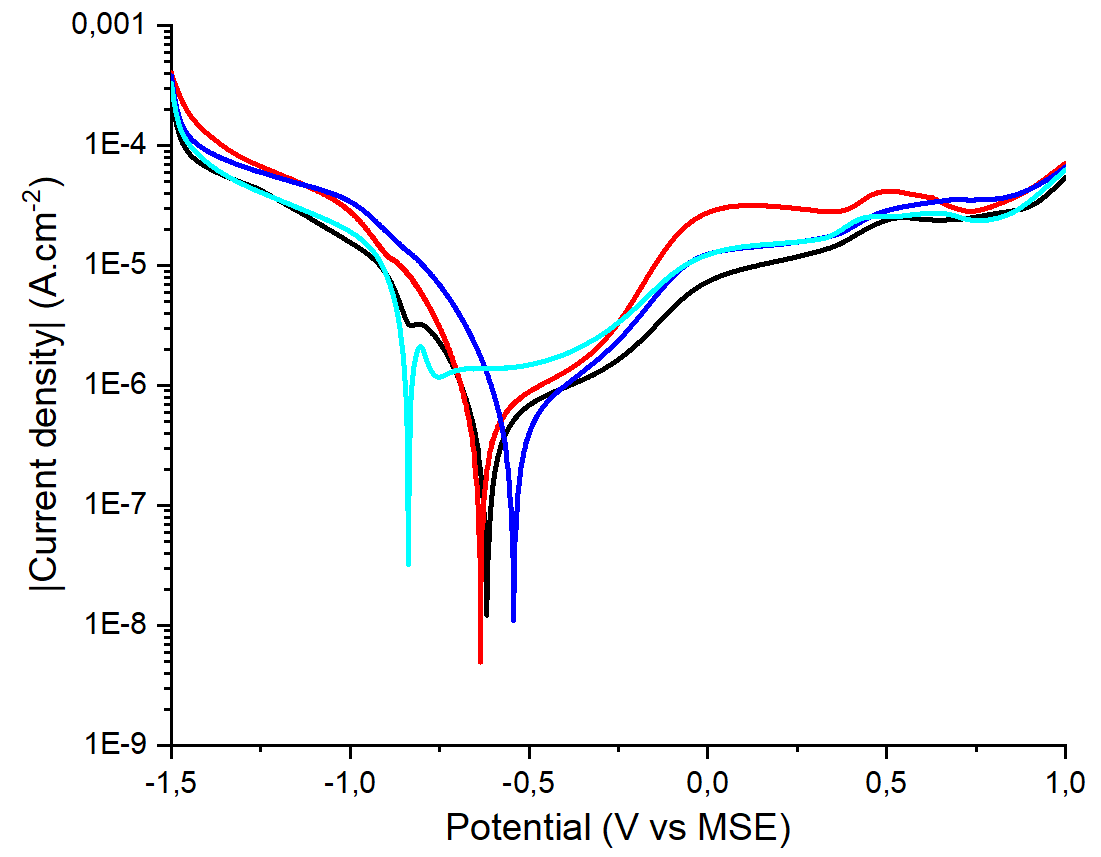 0,001
1E-4
1E-5
1E-6
1E-7
1E-8
1E-9
|Current density| (A.cm-2)
-1,5
-1,0
-0,5
0,0
0,5
1,0
Potential (V vs MSE)